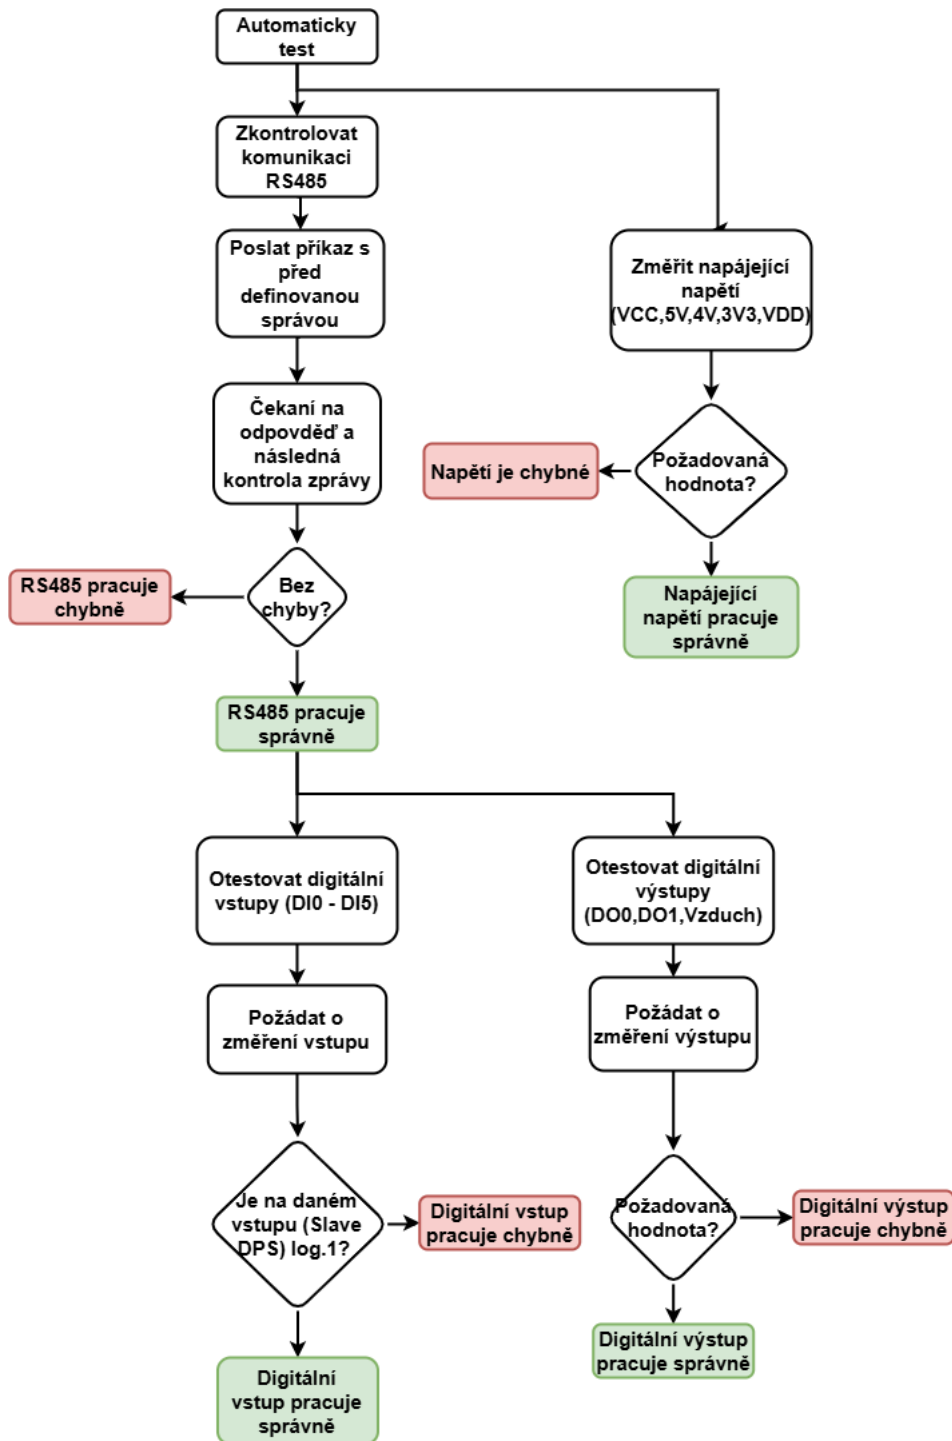 Automaticky
test
Zkontrolovat
komunikaci
RS485
Poslat příkaz s
před
definovanou
správou
Změřit napájející
napětí
(VCC,5V,4V,3V3,VDD)
Čekaní na
odpovděď a
následná
kontrola zprávy
Napětí je chybné
Požadovaná
hodnota?
RS485 pracuje
chybně
Bez
chyby?
Napájející
napětí pracuje
správně
RS485 pracuje
správně
Otestovat digitální
vstupy (DI0 - DI5)
Otestovat digitální
výstupy
(DO0,DO1,Vzduch)
Požádat o
změření vstupu
Požádat o
změření výstupu
Je na daném
vstupu (Slave
DPS) log.1?
Digitální vstup
pracuje chybně
Požadovaná
hodnota?
Digitální výstup
pracuje chybně
Digitální
vstup pracuje
správně
Digitální výstup
pracuje správně